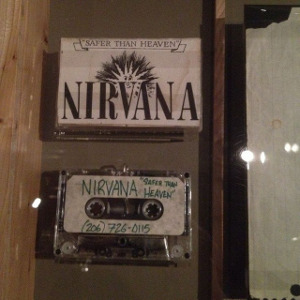 "SAFER THAN HEAVEN"
NIRVANA
NIRVANA "SAFER THAN
HEAVEN"
(206) 726-0115